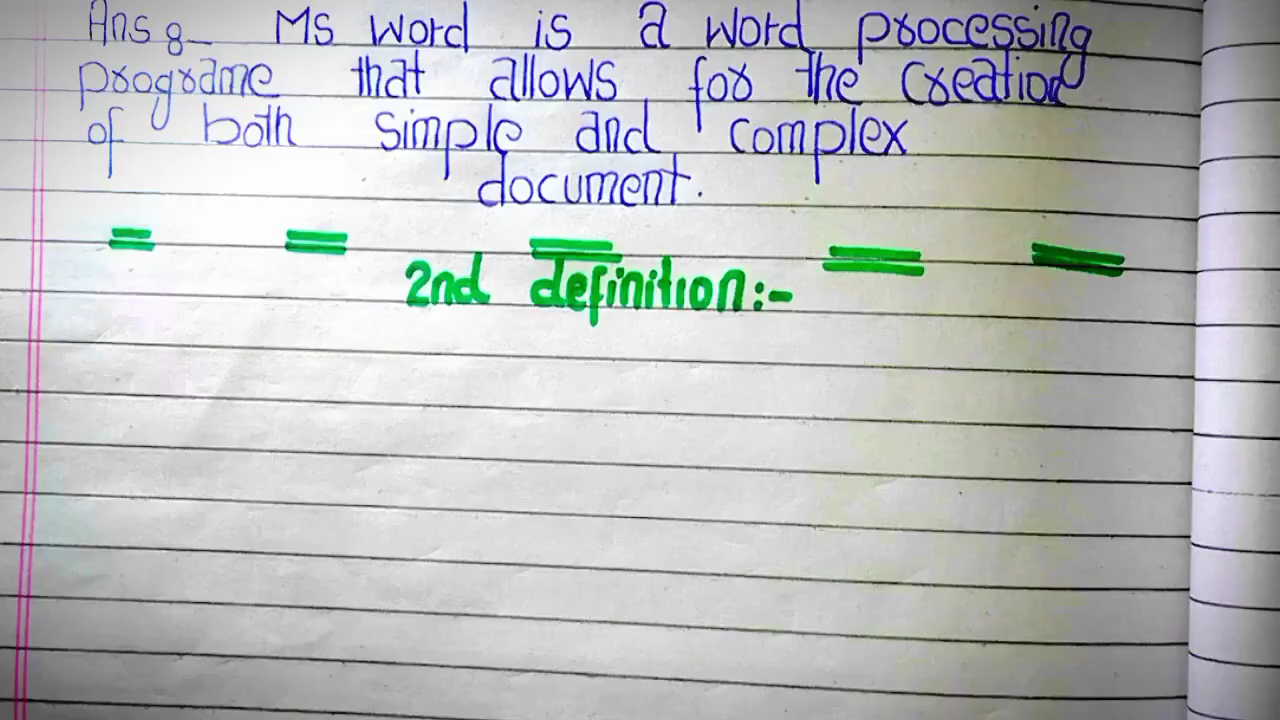 Ans :- Ms word is a word processing
programe that allows for the creation
of both simple and complex
document.
2nd definition:-